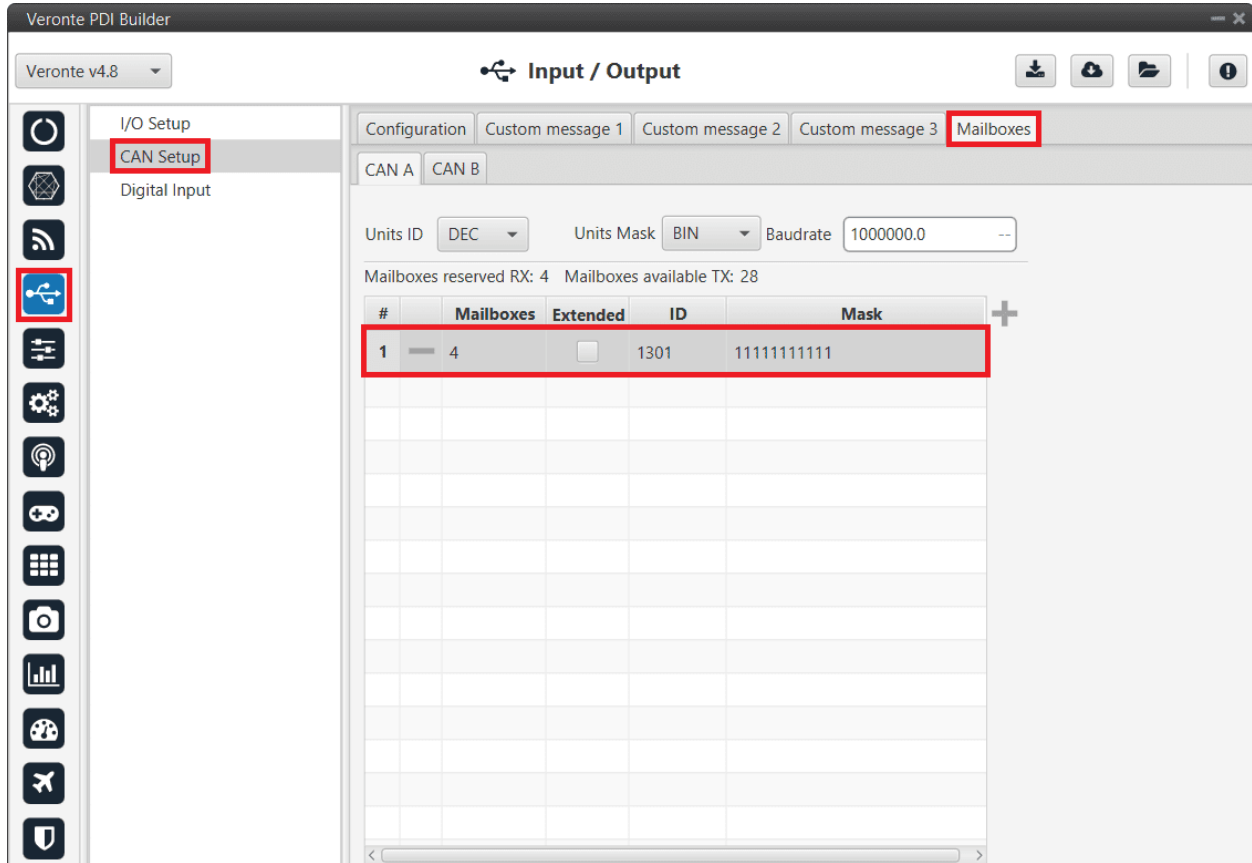 Veronte PDI Builder
Veronte v4.8
Input / Output
I/O Setup
CAN Setup
Digital Input
Configuration Custom message 1 Custom message 2 Custom message 3 Mailboxes
CAN A CAN B
Units ID DEC Units Mask BIN Baudrate 1000000.0 --
Mailboxes reserved RX: 4 Mailboxes available TX: 28
# Mailboxes Extended ID Mask
1 4 1301 11111111111